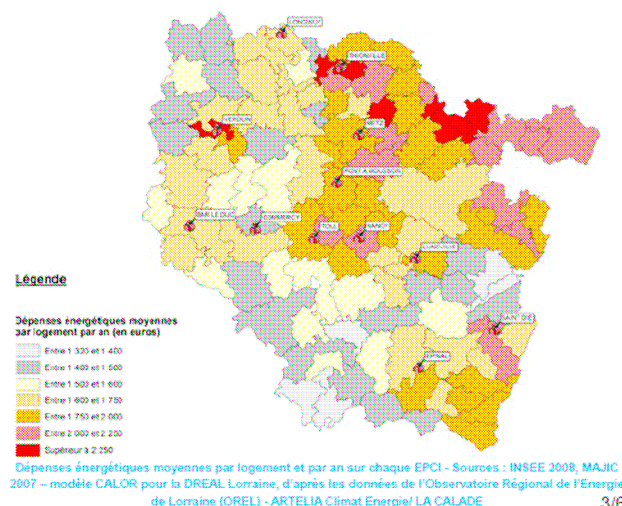 LONGWY
THIONVILLE
VERDUN
METZ
PONT A MOUSSON
BAR LE DUC
COMMERCY
TOUL
NANCY
LUNEVILLE
SAINT DIE
EPINAL
Légende
Dépenses énergétiques moyennes
par logement par an (en euros)
Entre 1 320 et 1 400
Entre 1 400 et 1 500
Entre 1 500 et 1 600
Entre 1 600 et 1 750
Entre 1 750 et 2 000
Entre 2 000 et 2 250
Supérieur à 2 250
Dépenses énergétiques moyennes par logement et par an sur chaque EPCI - Sources : INSEE 2008, MAJIC
2007 – modèle CALOR pour la DREAL Lorraine, d'après les données de l'Observatoire Régional de l'Energie
de Lorraine (OREL) - ARTELIA Climat Energie/ LA CALADE
3/6